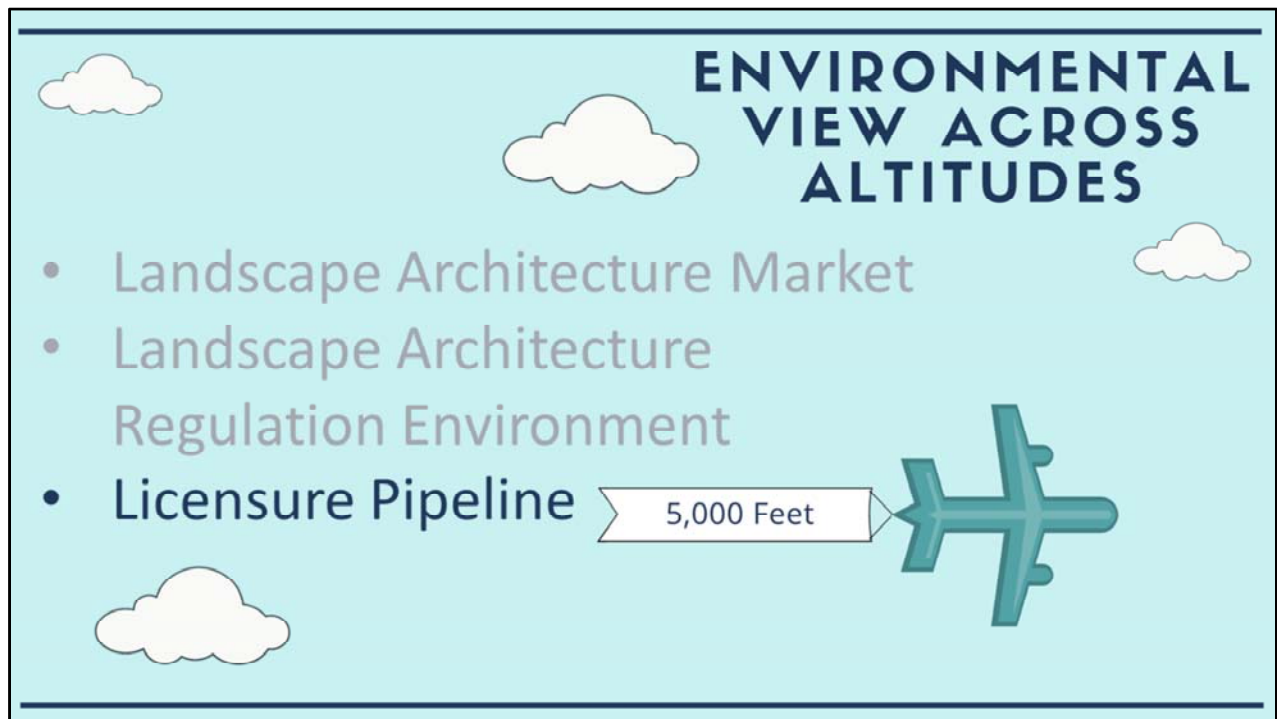 ENVIRONMENTAL
VIEW ACROSS
ALTITUDES
• Landscape Architecture Market
• Landscape Architecture
Regulation Environment
• Licensure Pipeline
5,000 Feet